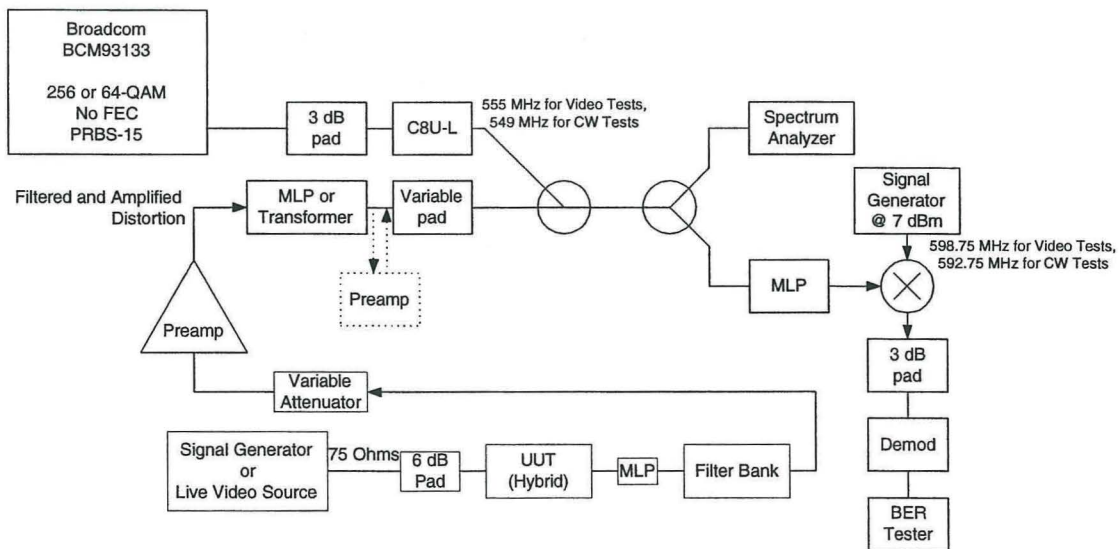 Broadcom
BCM93133
256 or 64-QAM
No FEC
PRBS-15
3 dB
pad
C8U-L
555 MHz for Video Tests,
549 MHz for CW Tests
Spectrum
Analyzer
Filtered and Amplified
Distortion
MLP or
Transformer
Variable
pad
Signal
Generator
@ 7 dBm
598.75 MHz for Video Tests,
592.75 MHz for CW Tests
Preamp
MLP
Preamp
3 dB
pad
Variable
Attenuator
Demod
Signal Generator
or
Live Video Source
75 Ohms
6 dB
Pad
UUT
(Hybrid)
MLP
Filter Bank
BER
Tester